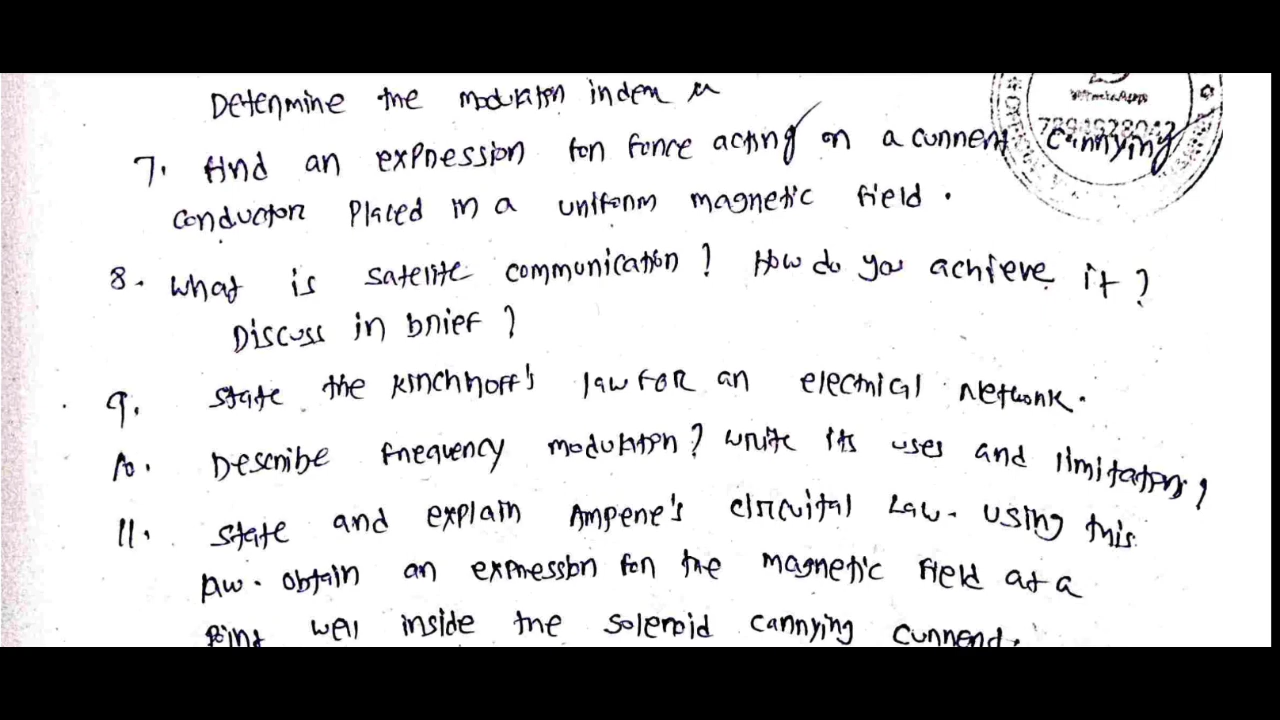 Determine the modulation index μ
7. find an expression for force acting on a current carrying
conductor placed in a uniform magnetic field.
8. What is satelite communication ? How do you achieve it ?
Discuss in brief ?
9. State the Kirchhoff's law for an electrical network.
10. Describe frequency modulation ? write its uses and limitations ?
11. State and explain Ampere's circuital Law. Using this
law. obtain an expression for the magnetic field at a
point well inside the solenoid carrying current.